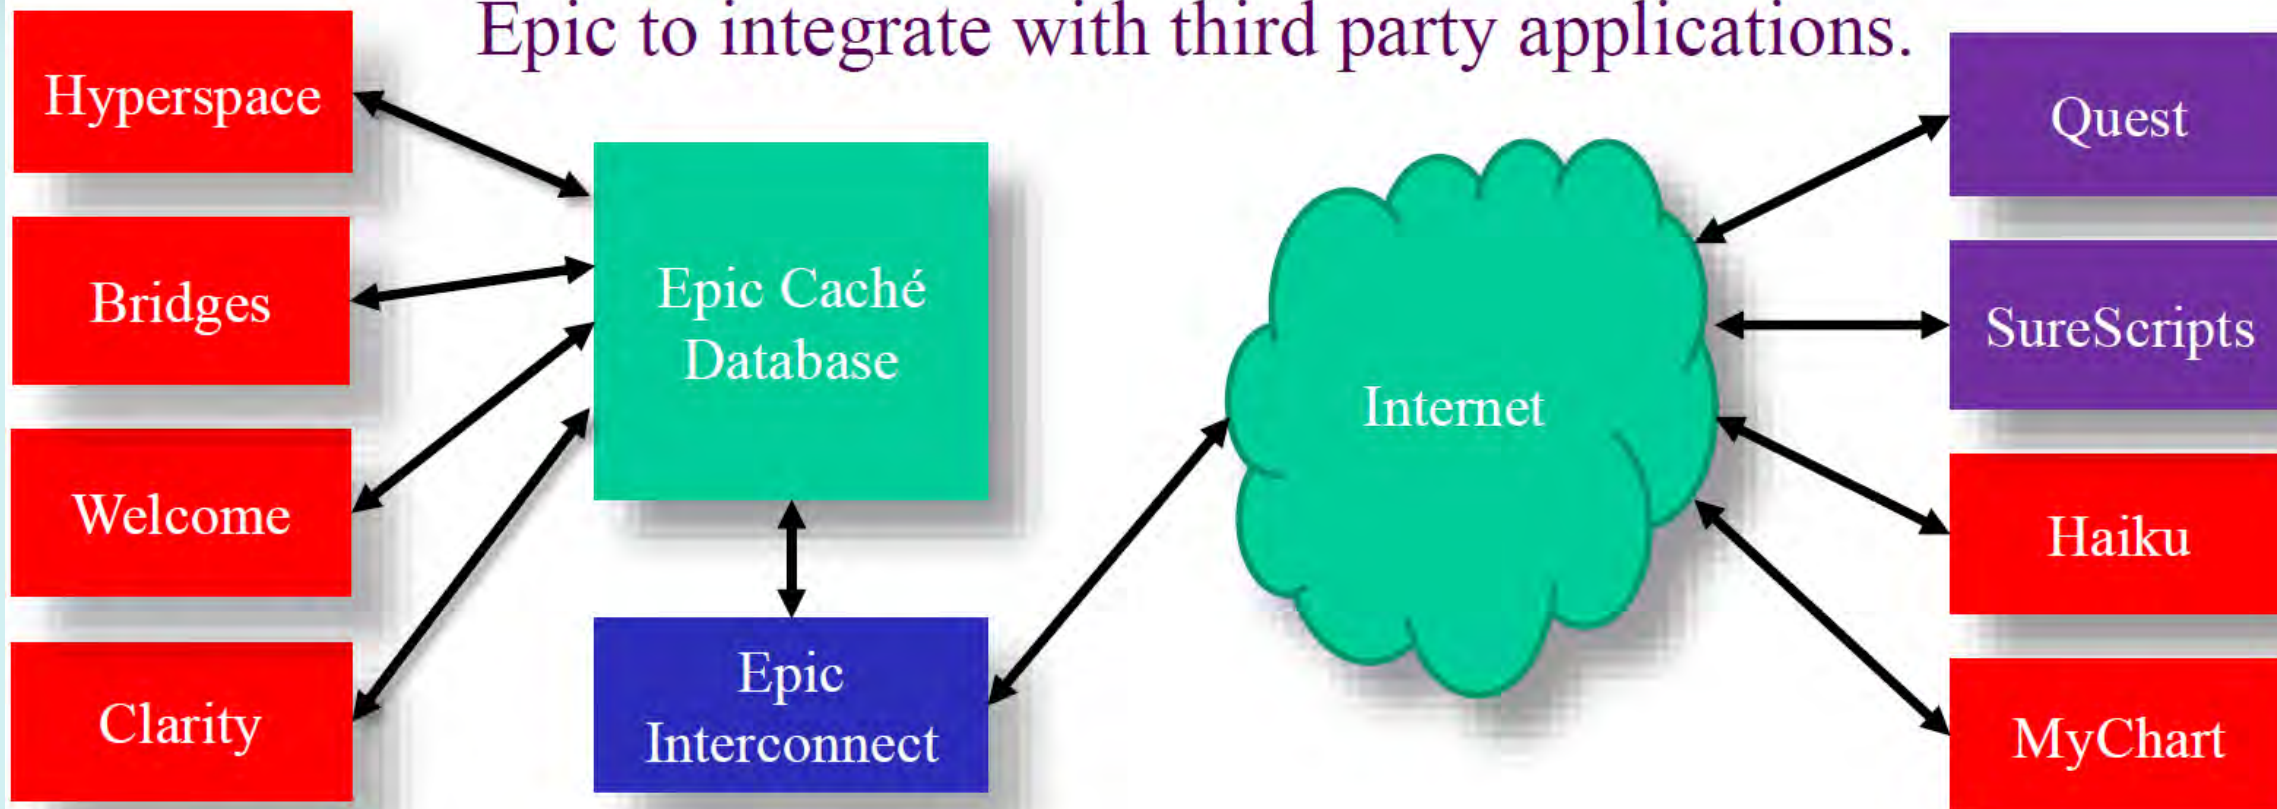 Epic to integrate with third party applications.
Hyperspace
Bridges
Welcome
Clarity
Epic Caché
Database
Epic
Interconnect
Internet
Quest
SureScripts
Haiku
MyChart